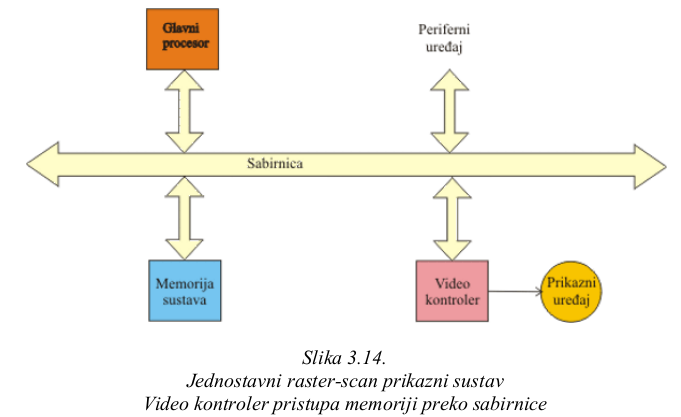 Glavni
procesor
Periferni
uređaj
Sabirnica
Memorija
sustava
Video
kontroler
Prikazni
uređaj
Slika 3.14.
Jednostavni raster-scan prikazni sustav
Video kontroler pristupa memoriji preko sabirnice